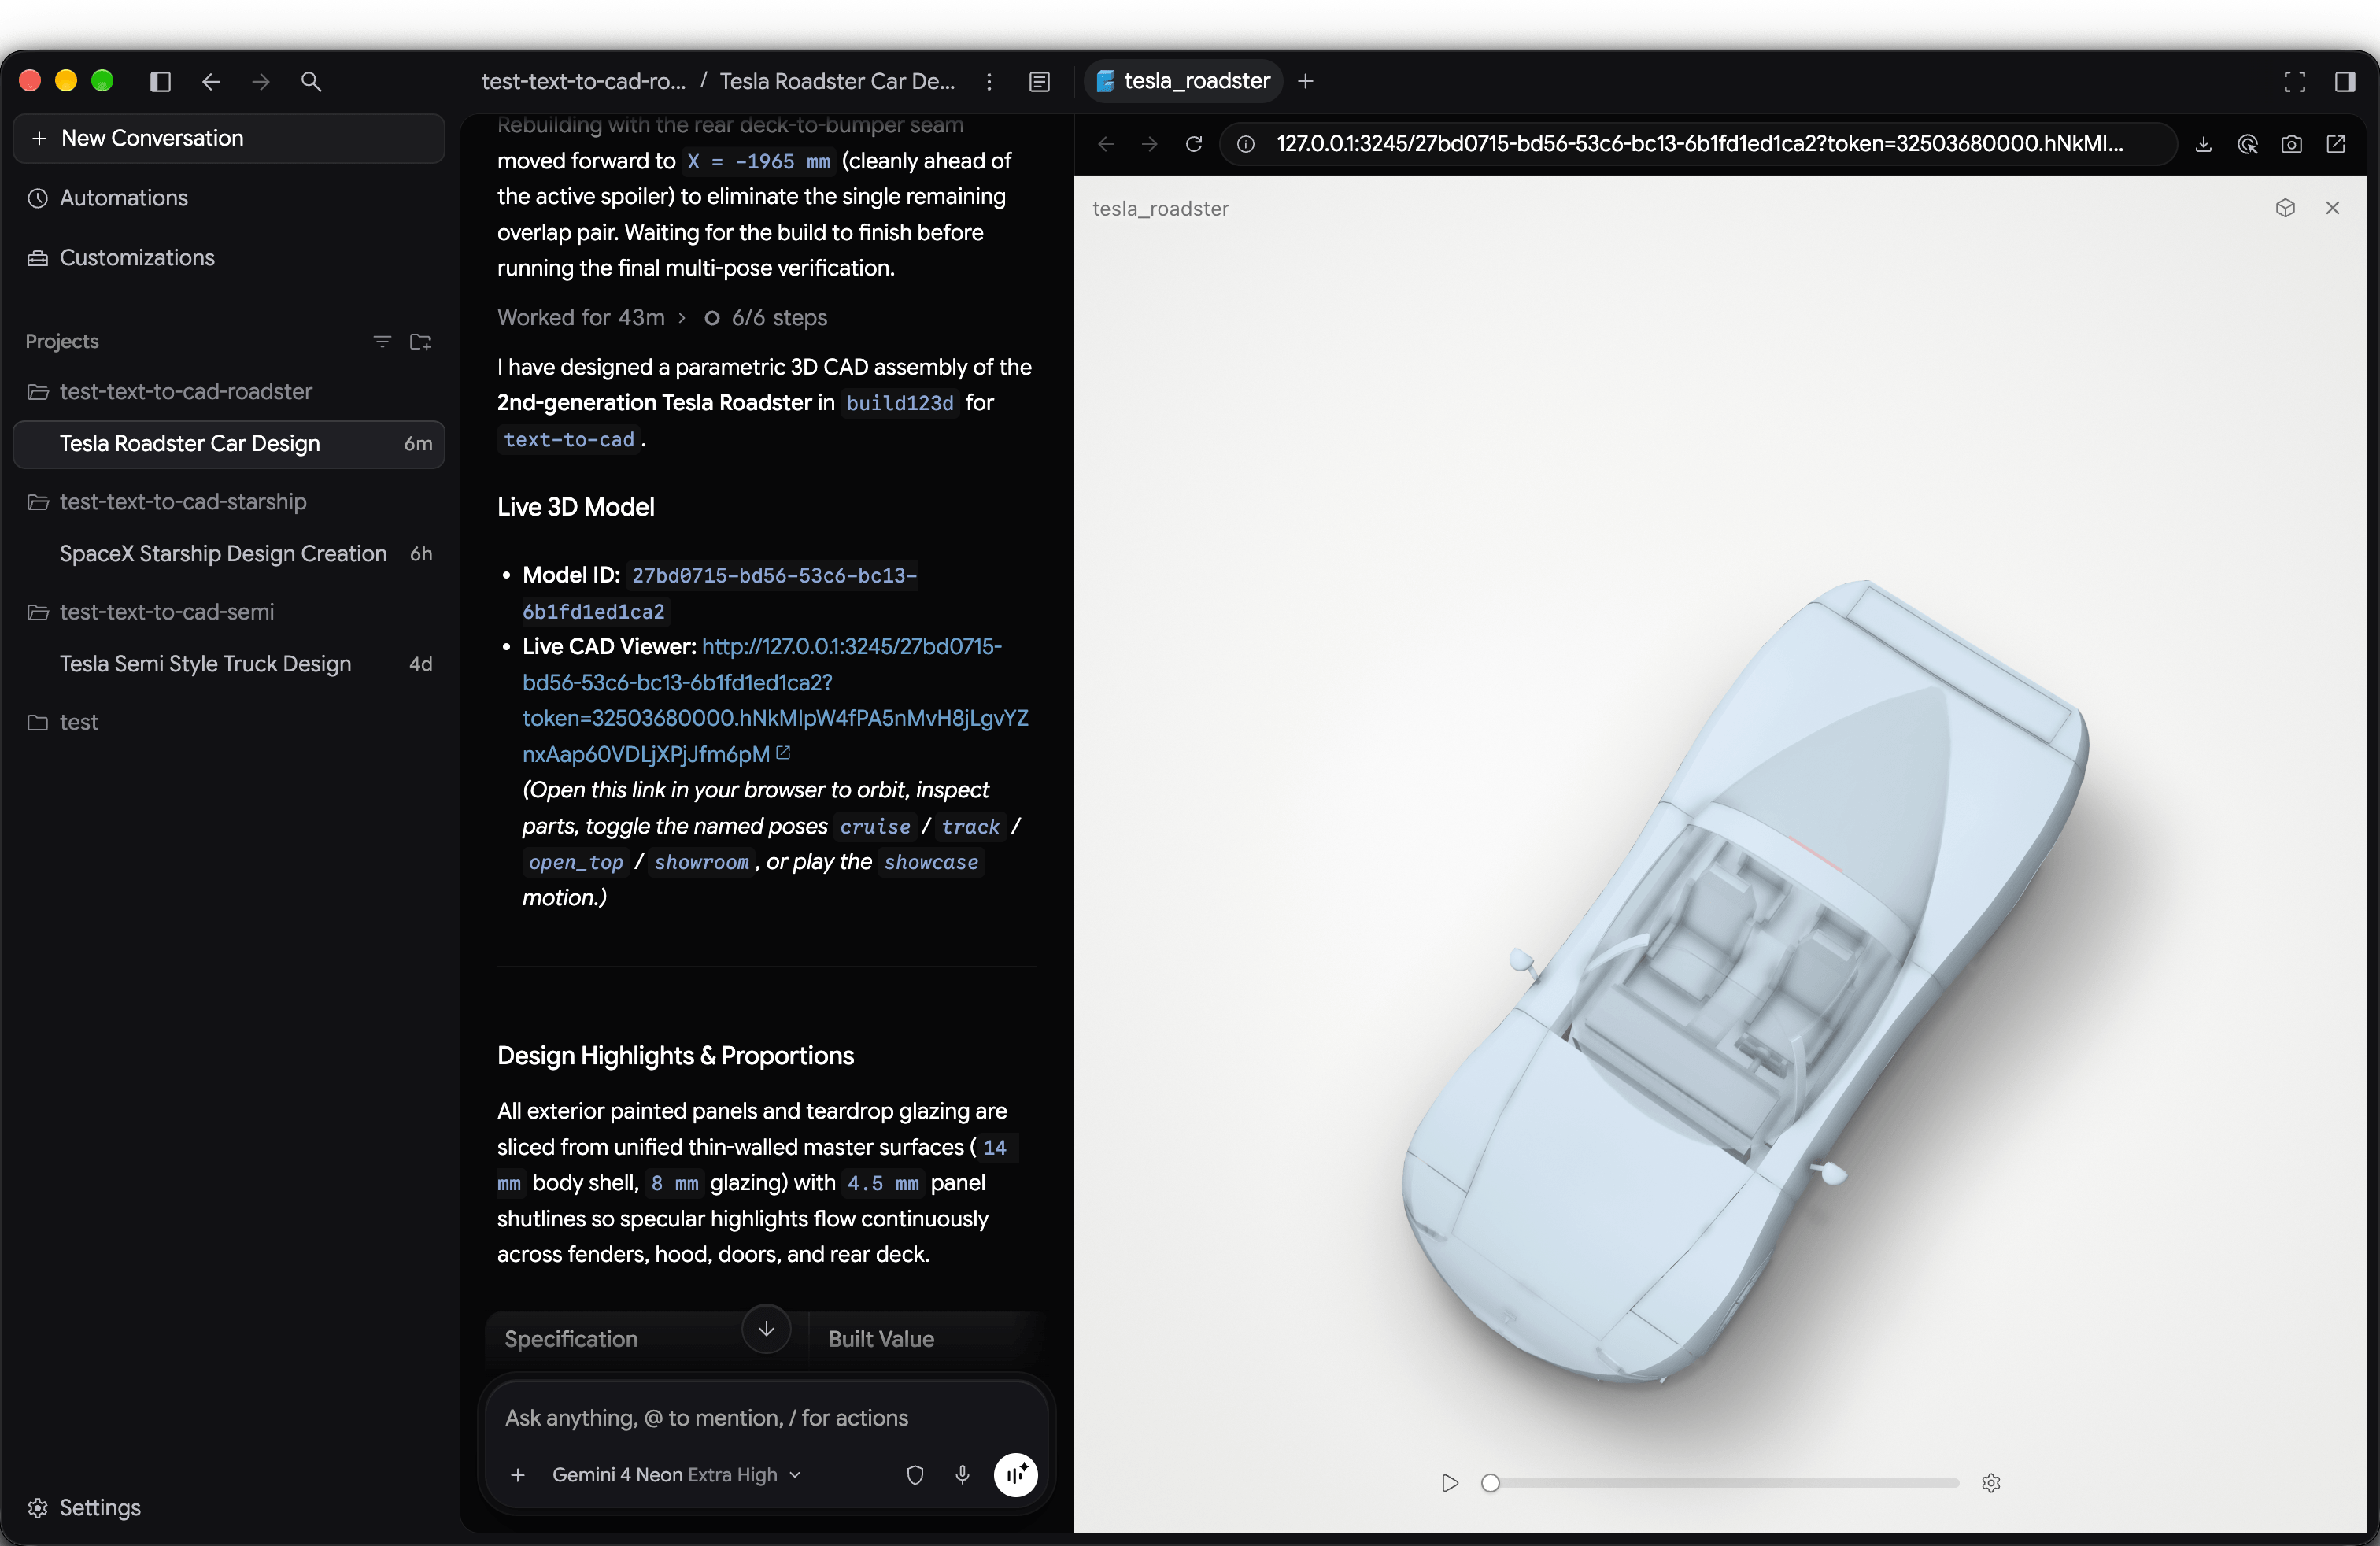 test-text-to-cad-ro... / Tesla Roadster Car De...
tesla_roadster
New Conversation
Automations
Customizations
Projects
test-text-to-cad-roadster
Tesla Roadster Car Design 6m
test-text-to-cad-starship
SpaceX Starship Design Creation 6h
test-text-to-cad-semi
Tesla Semi Style Truck Design 4d
test
Settings
Rebuilding with the rear deck-to-bumper seam
moved forward to X = -1965 mm (cleanly ahead of
the active spoiler) to eliminate the single remaining
overlap pair. Waiting for the build to finish before
running the final multi-pose verification.
Worked for 43m > 6/6 steps
I have designed a parametric 3D CAD assembly of the
2nd-generation Tesla Roadster in build123d for
text-to-cad.
Live 3D Model
• Model ID: 27bd0715-bd56-53c6-bc13-
6b1fd1ed1ca2
• Live CAD Viewer: http://127.0.0.1:3245/27bd0715-
bd56-53c6-bc13-6b1fd1ed1ca2?
token=32503680000.hNkMIpW4fPA5nMvH8jLgvYZ
nxAap60VDLjXPjJfm6pM
(Open this link in your browser to orbit, inspect
parts, toggle the named poses cruise / track /
open_top / showroom, or play the showcase
motion.)
Design Highlights & Proportions
All exterior painted panels and teardrop glazing are
sliced from unified thin-walled master surfaces ( 14
mm body shell, 8 mm glazing) with 4.5 mm panel
shutlines so specular highlights flow continuously
across fenders, hood, doors, and rear deck.
Specification Built Value
Ask anything, @ to mention, / for actions
Gemini 4 Neon Extra High
127.0.0.1:3245/27bd0715-bd56-53c6-bc13-6b1fd1ed1ca2?token=32503680000.hNkMI...
tesla_roadster